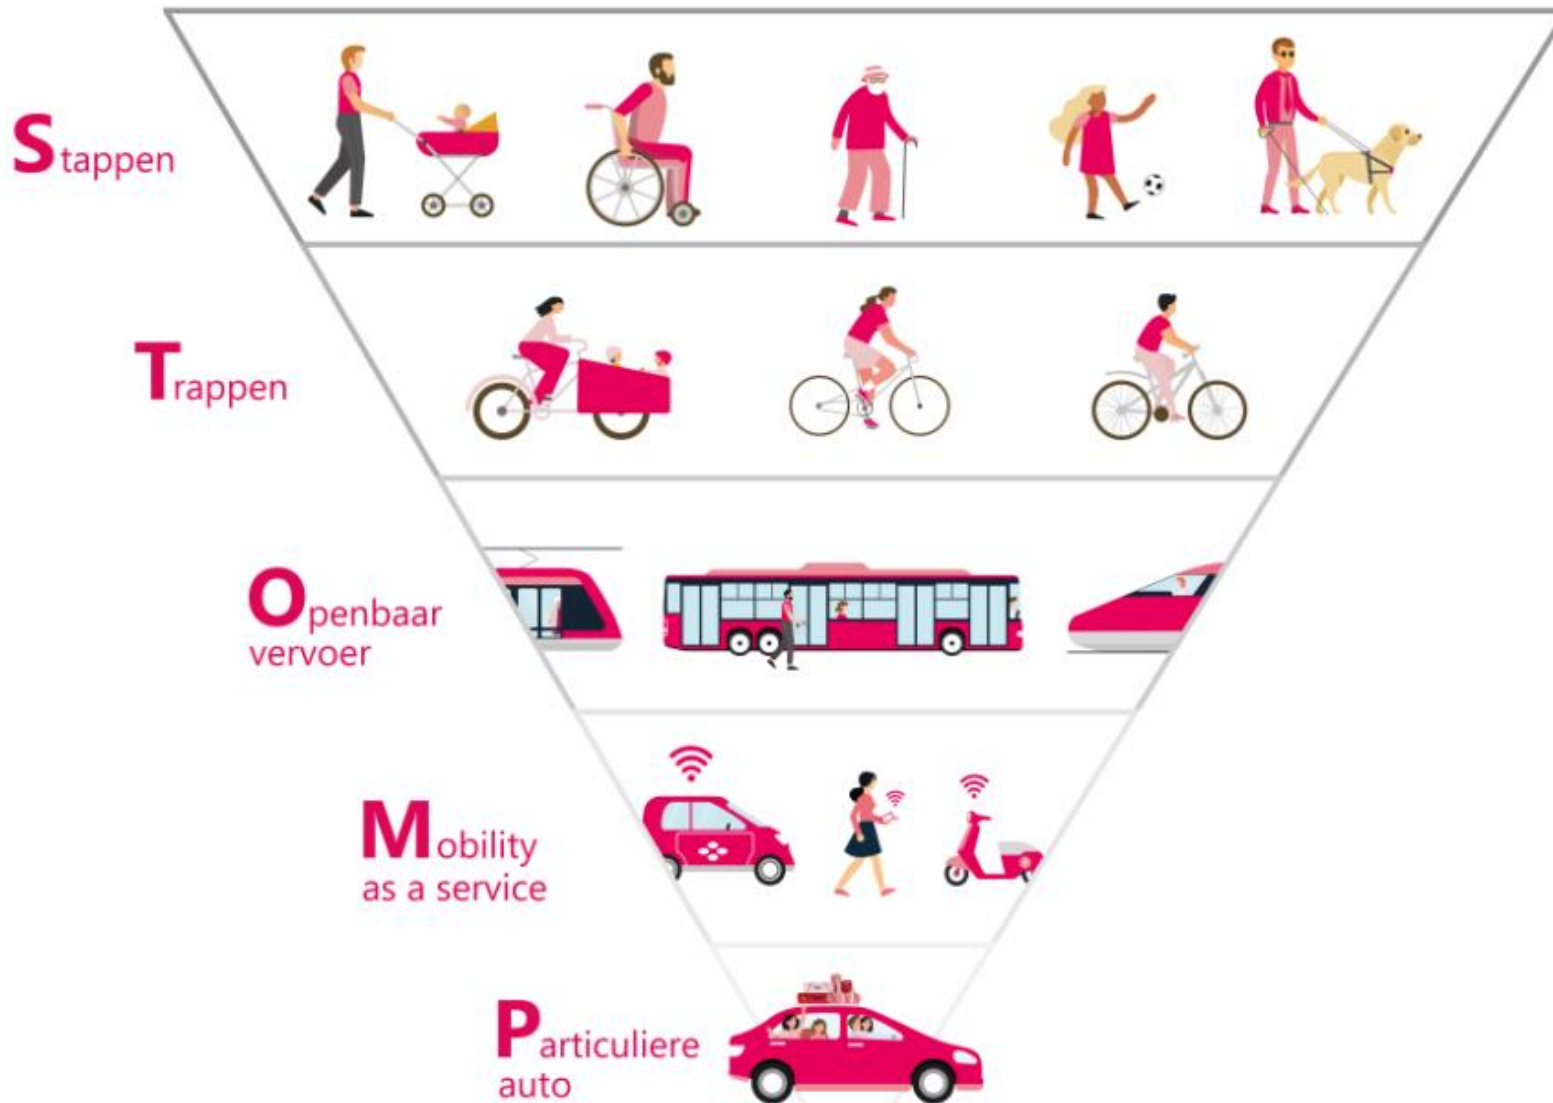 Stappen
Trappen
Openbaar
vervoer
Mobility
as a service
Particuliere
auto